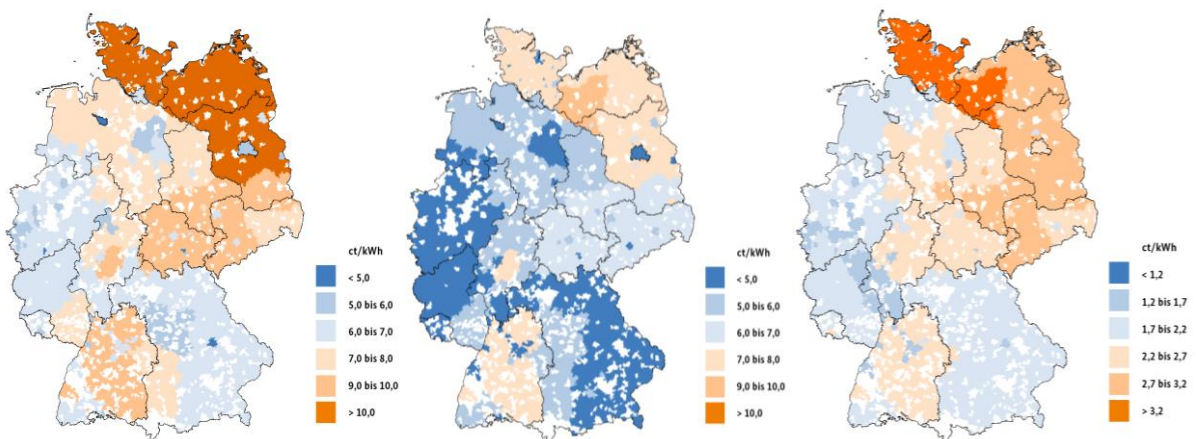 ct/kWh
< 5,0
5,0 bis 6,0
6,0 bis 7,0
7,0 bis 8,0
9,0 bis 10,0
> 10,0
ct/kWh
< 5,0
5,0 bis 6,0
6,0 bis 7,0
7,0 bis 8,0
9,0 bis 10,0
> 10,0
ct/kWh
< 1,2
1,2 bis 1,7
1,7 bis 2,2
2,2 bis 2,7
2,7 bis 3,2
> 3,2